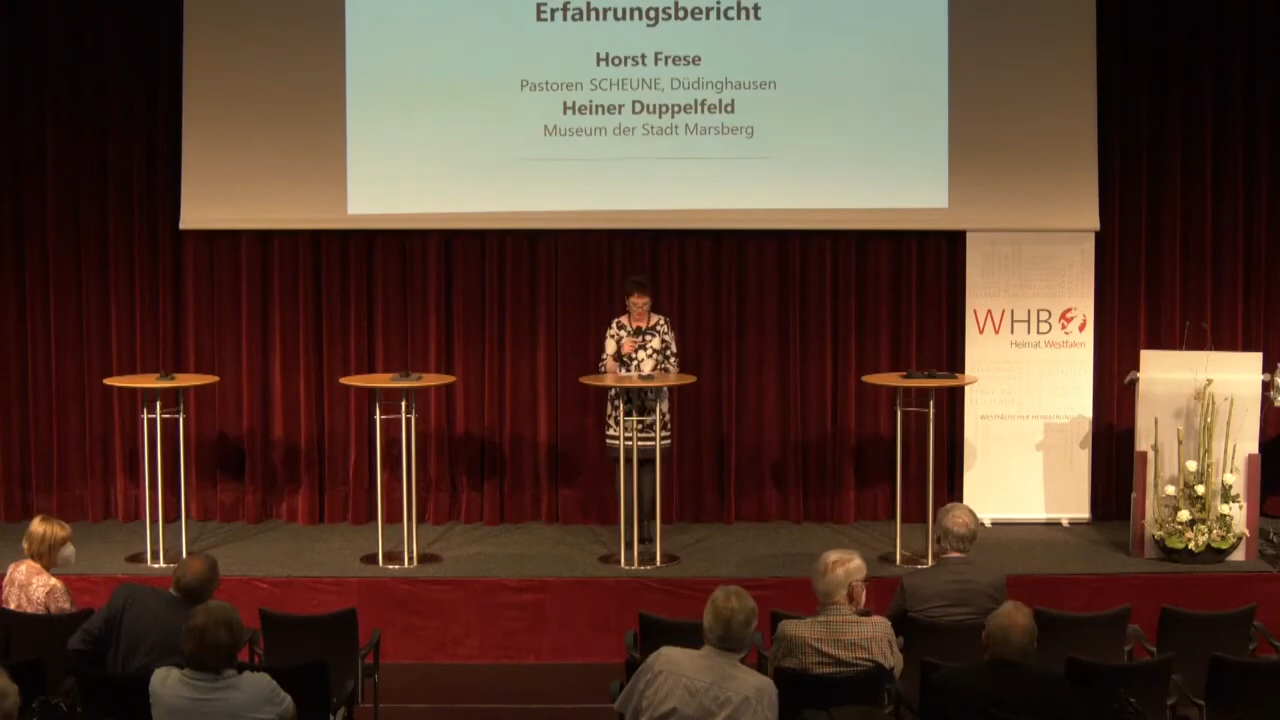 Erfahrungsbericht
Horst Frese
Pastoren SCHEUNE, Düdinghausen
Heiner Duppelfeld
Museum der Stadt Marsberg
WHB
Heimat.Westfalen
WESTFÄLISCHER HEIMATBUND